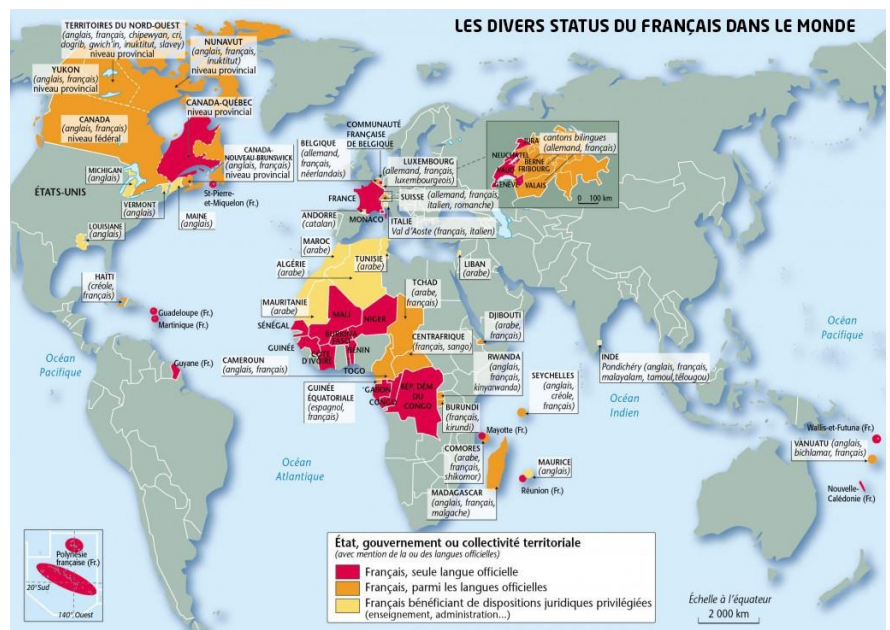 LES DIVERS STATUS DU FRANÇAIS DANS LE MONDE
TERRITOIRES DU NORD-OUEST
(anglais, français, chipewyan, cri,
dogrib, gwich'in, inuktitut, slavey)
niveau provincial
NUNAVUT
(anglais, français,
inuktitut)
niveau provincial
YUKON
(anglais, français)
niveau provincial
CANADA
(anglais, français)
niveau fédéral
CANADA-QUÉBEC
niveau provincial
CANADA-
NOUVEAU-BRUNSWICK
(anglais, français)
niveau provincial
MICHIGAN
(anglais)
ÉTATS-UNIS
VERMONT
(anglais)
MAINE
(anglais)
St-Pierre-
et-Miquelon (Fr.)
LOUISIANE
(anglais)
HAÏTI
(créole,
français)
Guadeloupe (Fr.)
Martinique (Fr.)
Guyane (Fr.)
COMMUNAUTÉ
FRANÇAISE
DE BELGIQUE
BELGIQUE
(allemand,
français,
néerlandais)
LUXEMBOURG
(allemand, français,
luxembourgeois)
FRANCE
SUISSE (allemand, français,
italien, romanche)
MONACO
ANDORRE
(catalan)
ITALIE
Val d'Aoste (français, italien)
cantons bilingues
(allemand, français)
JURA
NEUCHÂTEL
BERNE
FRIBOURG
VAUD
GENÈVE
VALAIS
0 100 km
MAROC
(arabe)
ALGÉRIE
(arabe)
TUNISIE
(arabe)
LIBAN
(arabe)
MAURITANIE
(arabe)
TCHAD
(arabe,
français)
MALI
NIGER
SÉNÉGAL
BURKINA
FASO
GUINÉE
CÔTE
D'IVOIRE
BÉNIN
TOGO
DJIBOUTI
(arabe,
français)
CENTRAFRIQUE
(français, sango)
CAMEROUN
(anglais, français)
RWANDA
(anglais,
français,
kinyarwanda)
GUINÉE
ÉQUATORIALE
(espagnol,
français)
GABON
CONGO
RÉP. DÉM.
DU
CONGO
BURUNDI
(français,
kirundi)
SEYCHELLES
(anglais,
créole,
français)
INDE
Pondichéry (anglais, français,
malayalam, tamoul,télougou)
Mayotte (Fr.)
COMORES
(arabe,
français,
shikomor)
MADAGASCAR
(anglais, français,
malgache)
MAURICE
(anglais)
Réunion (Fr.)
Wallis-et-Futuna (Fr.)
VANUATU (anglais,
bichlamar, français)
Nouvelle-
Calédonie (Fr.)
Océan
Pacifique
Océan
Atlantique
Océan
Indien
Océan
Pacifique
Polynésie
française (Fr.)
20° Sud
140° Ouest
État, gouvernement ou collectivité territoriale
(avec mention de la ou des langues officielles)
Français, seule langue officielle
Français, parmi les langues officielles
Français bénéficiant de dispositions juridiques privilégiées
(enseignement, administration...)
Échelle à l'équateur
2 000 km